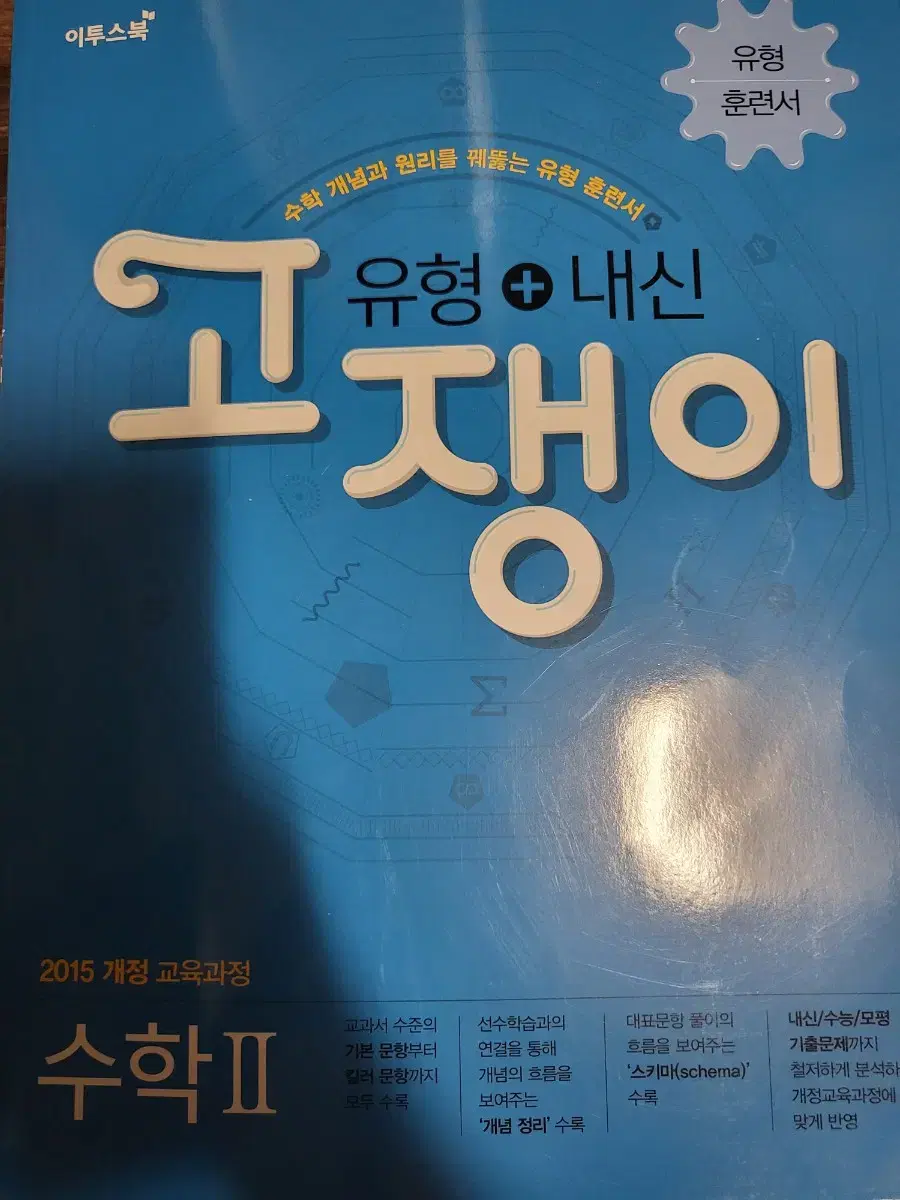 이투스북
유형
훈련서
수학 개념과 원리를 꿰뚫는 유형 훈련서
유형+내신
고쟁이
2015 개정 교육과정
수학Ⅱ
교과서 수준의
기본 문항부터
킬러 문항까지
모두 수록
선수학습과의
연결을 통해
개념의 흐름을
보여주는
'개념 정리' 수록
대표문항 풀이의
흐름을 보여주는
'스키마(schema)'
수록
내신/수능/모평
기출문제까지
철저하게 분석하
개정교육과정에
맞게 반영